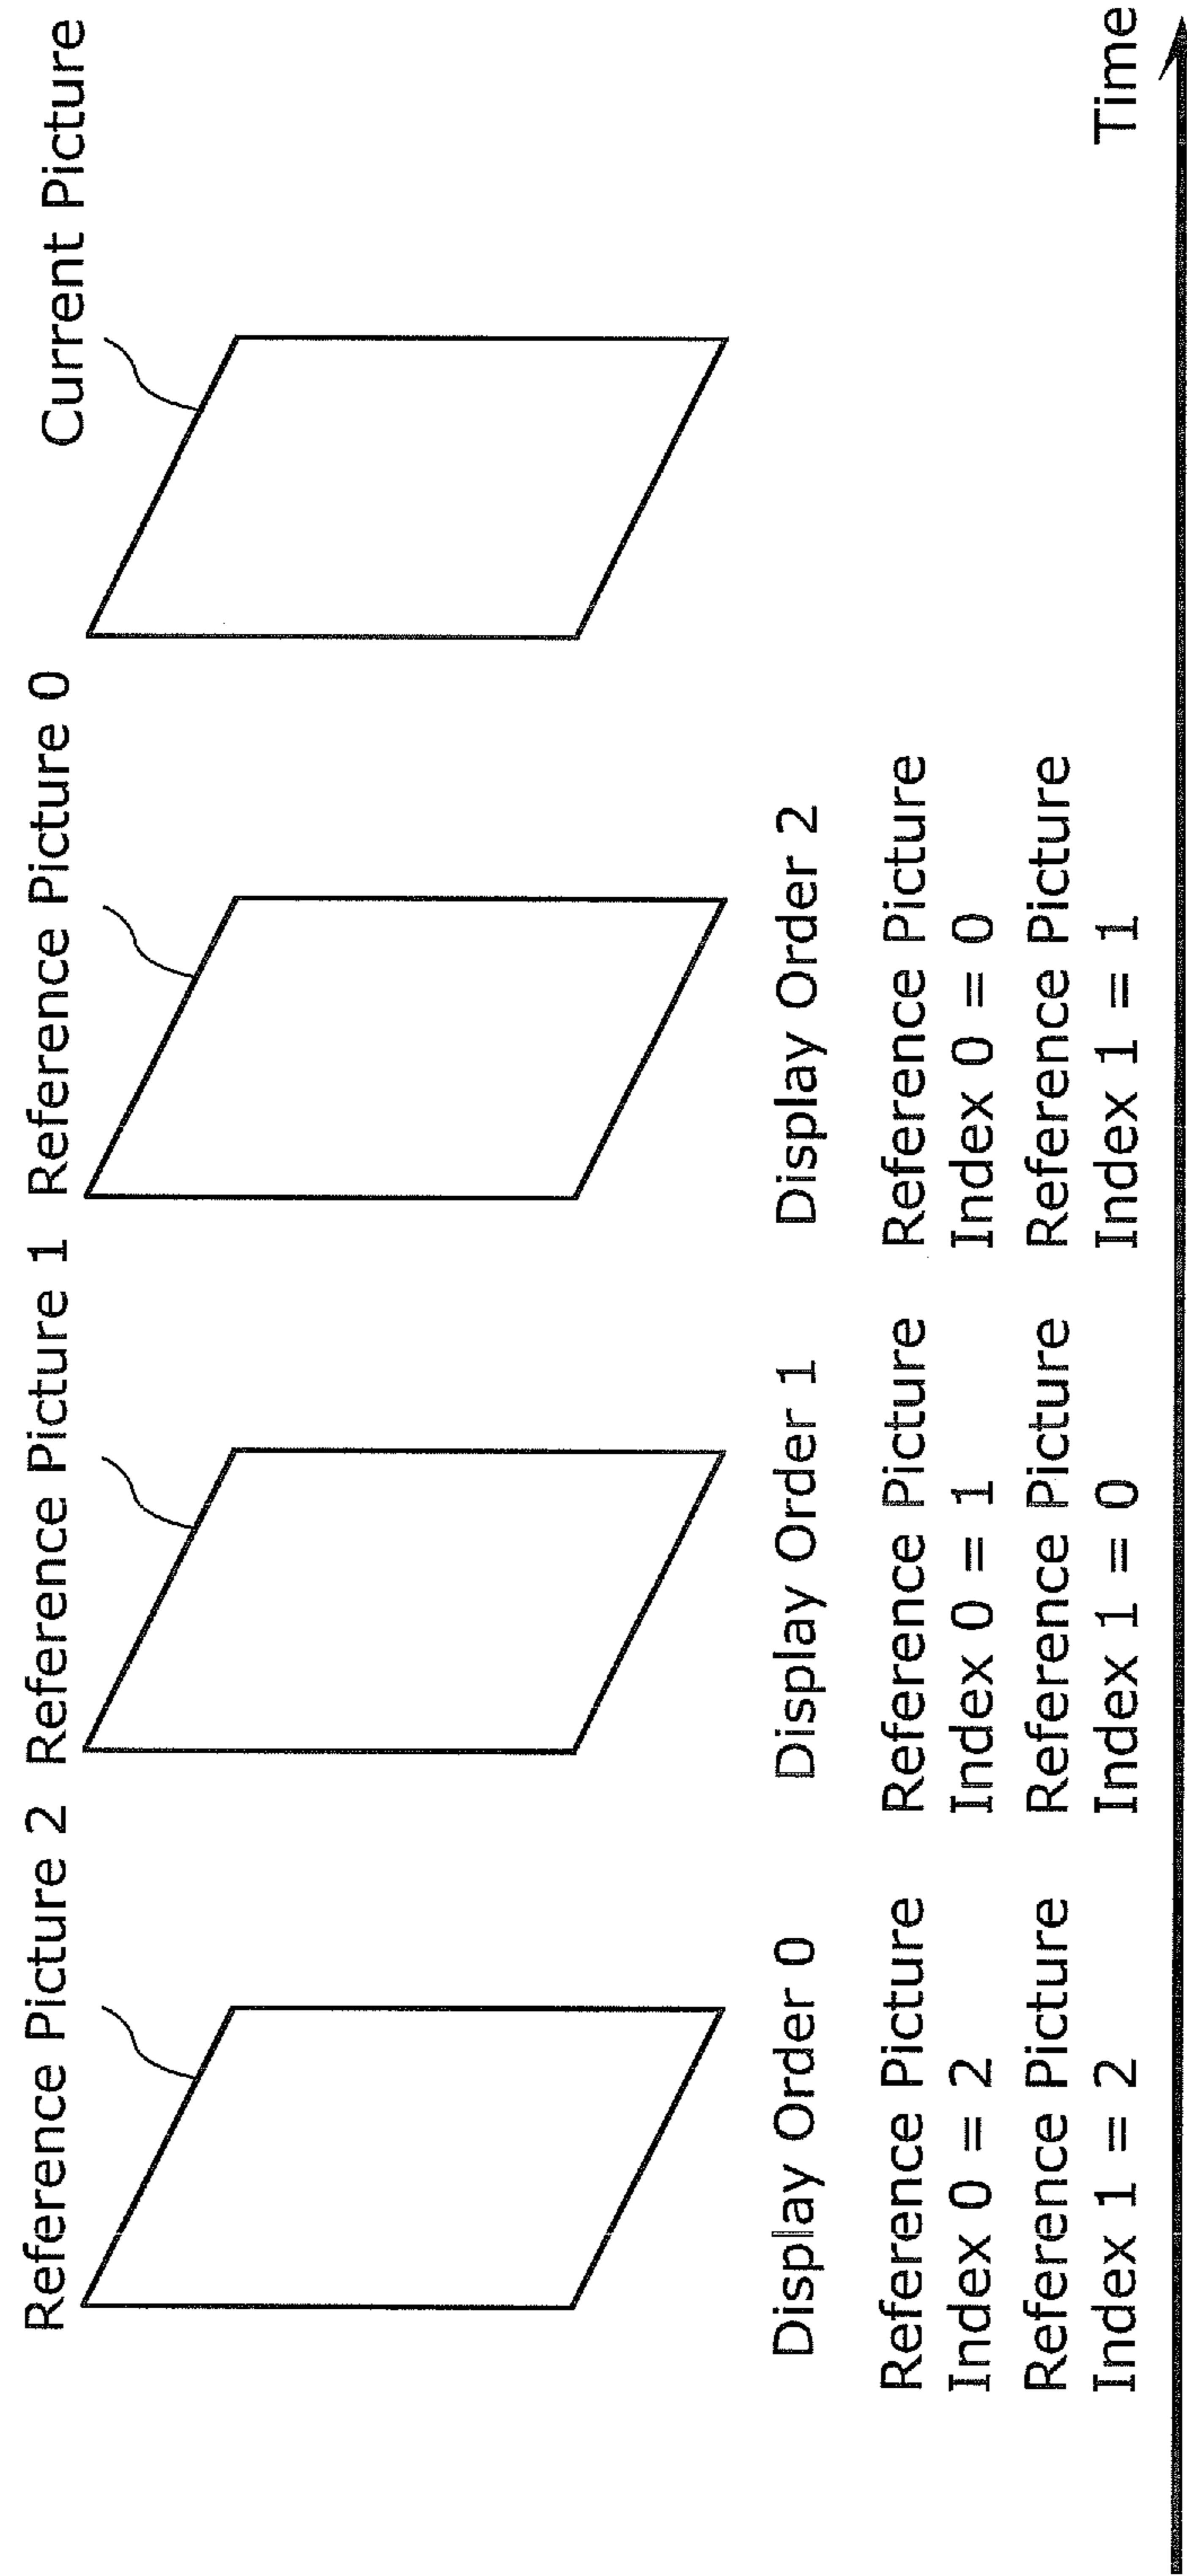 Reference Picture 2
Reference Picture 1
Reference Picture 0
Current Picture
Display Order 0
Display Order 1
Display Order 2
Reference Picture
Index 0 = 2
Reference Picture
Index 0 = 1
Reference Picture
Index 0 = 0
Reference Picture
Index 1 = 2
Reference Picture
Index 1 = 0
Reference Picture
Index 1 = 1
Time